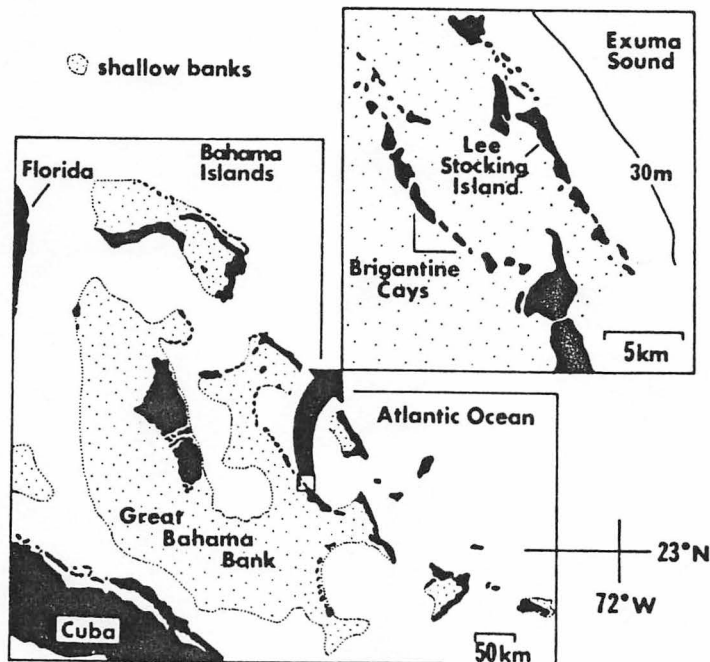 shallow banks
Exuma
Sound
Lee
Stocking
Island
30m
Brigantine
Cays
5km
Florida
Bahama
Islands
Atlantic Ocean
Great
Bahama
Bank
23°N
72°W
Cuba
50km